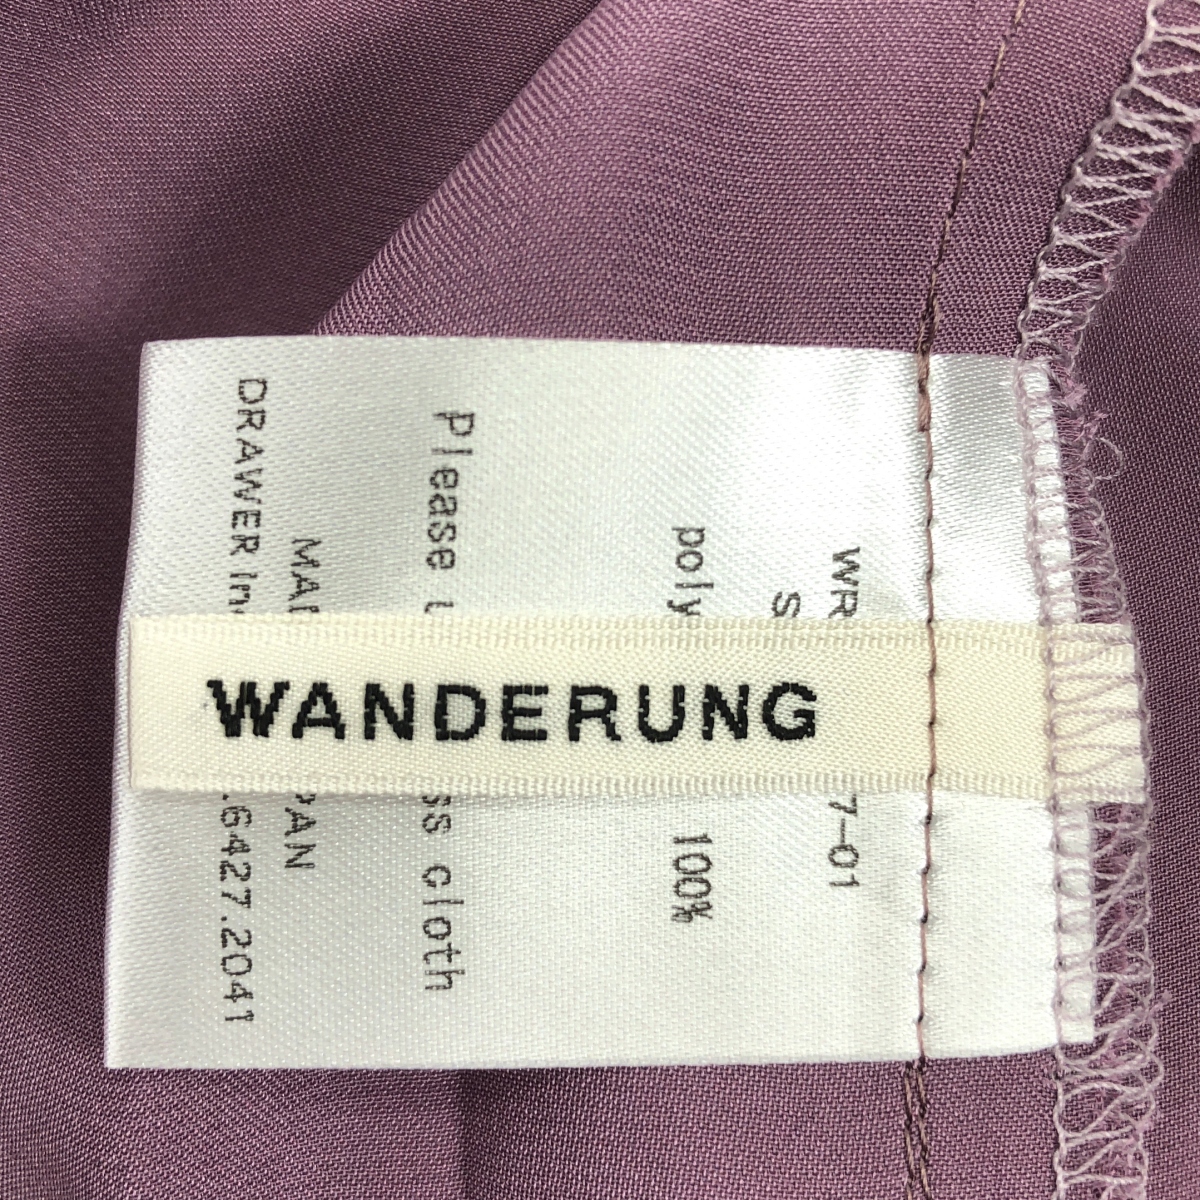 WANDERUNG
WR 7-01
S
poly 100%
Please ss cloth
MA PAN
DRAWER In .6427.2041